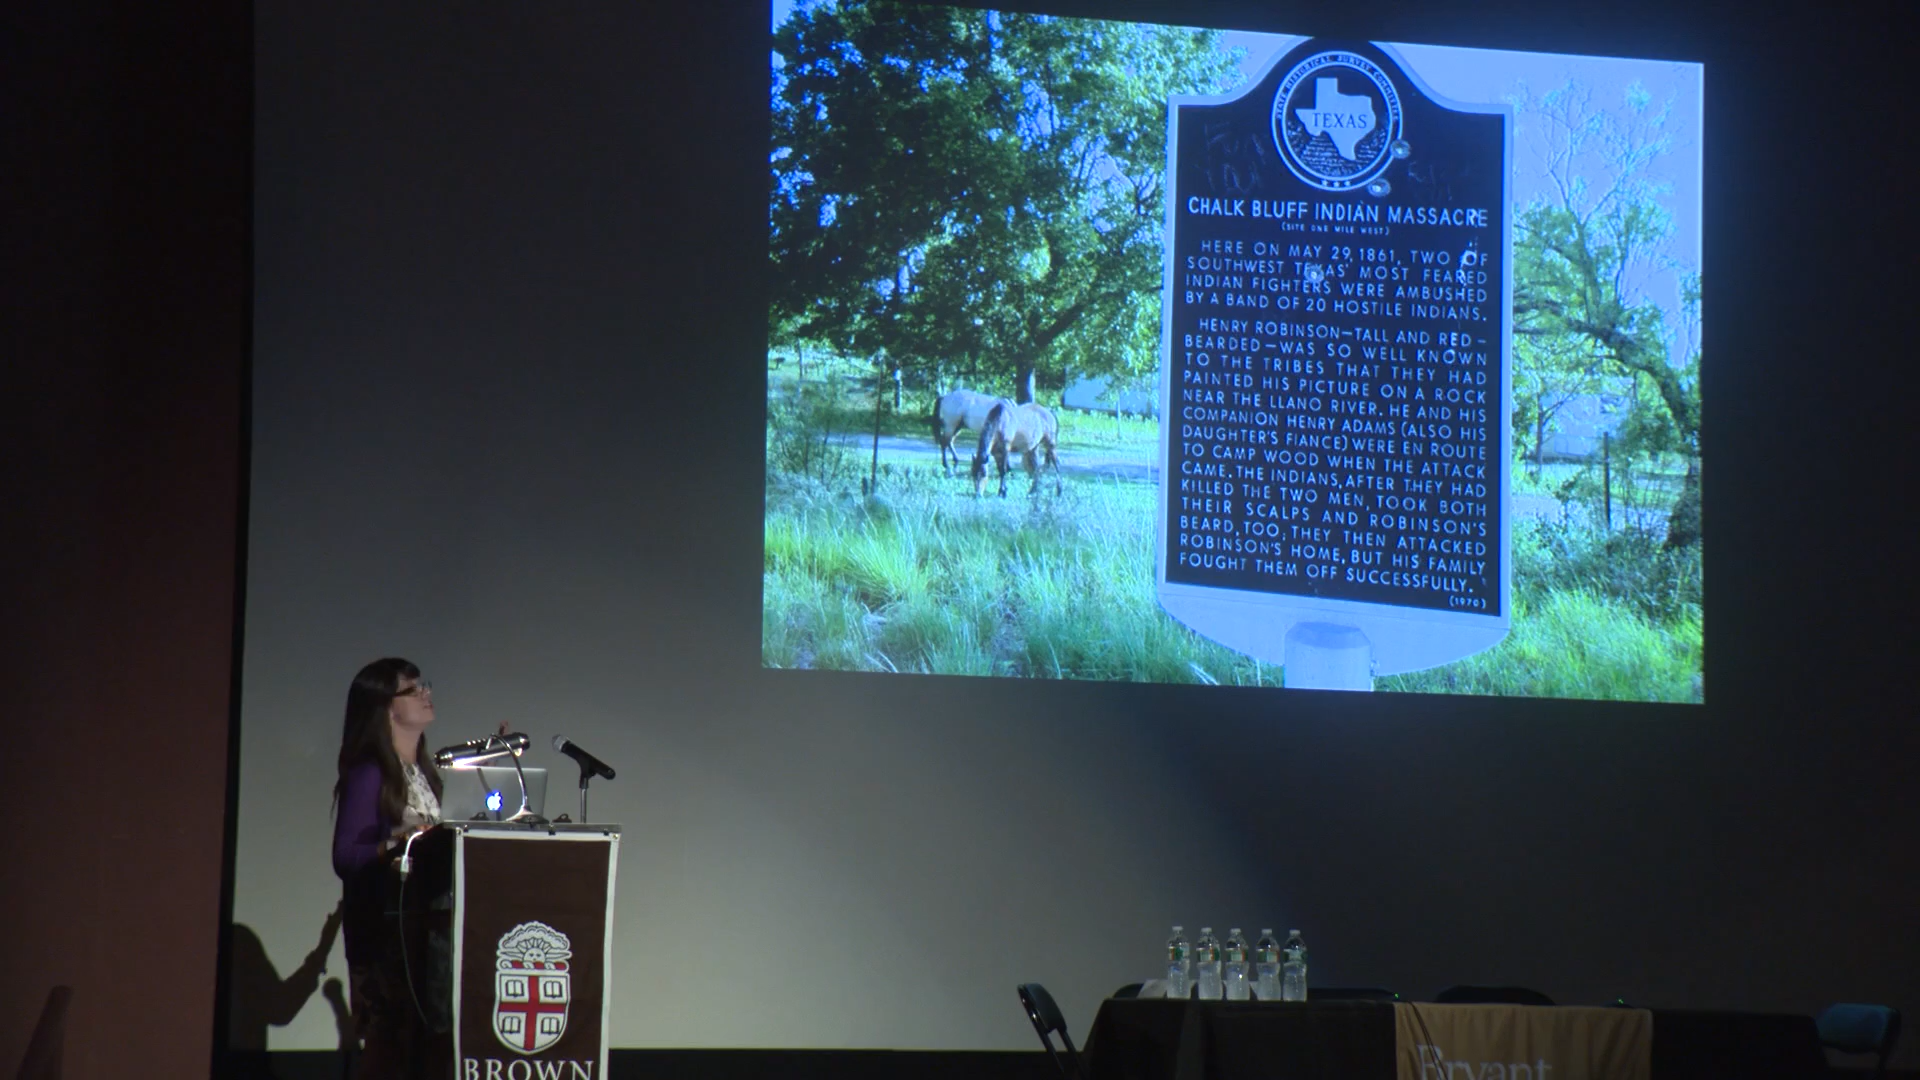 STATE HISTORICAL SURVEY COMMITTEE
TEXAS
CHALK BLUFF INDIAN MASSACRE
(SITE ONE MILE WEST)
HERE ON MAY 29, 1861, TWO OF
SOUTHWEST TEXAS' MOST FEARED
INDIAN FIGHTERS WERE AMBUSHED
BY A BAND OF 20 HOSTILE INDIANS.
HENRY ROBINSON—TALL AND RED-
BEARDED—WAS SO WELL KNOWN
TO THE TRIBES THAT THEY HAD
PAINTED HIS PICTURE ON A ROCK
NEAR THE LLANO RIVER. HE AND HIS
COMPANION HENRY ADAMS (ALSO HIS
DAUGHTER'S FIANCE) WERE EN ROUTE
TO CAMP WOOD WHEN THE ATTACK
CAME. THE INDIANS, AFTER THEY HAD
KILLED THE TWO MEN, TOOK BOTH
THEIR SCALPS AND ROBINSON'S
BEARD, TOO; THEY THEN ATTACKED
ROBINSON'S HOME, BUT HIS FAMILY
FOUGHT THEM OFF SUCCESSFULLY.
(1970)
BROWN
Bryant